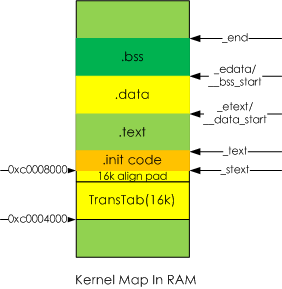 _end
.bss
_edata/
__bss_start
.data
_etext/
__data_start
.text
_text
.init code
0xc0008000
16k align pad
_stext
TransTab(16k)
0xc0004000
Kernel Map In RAM